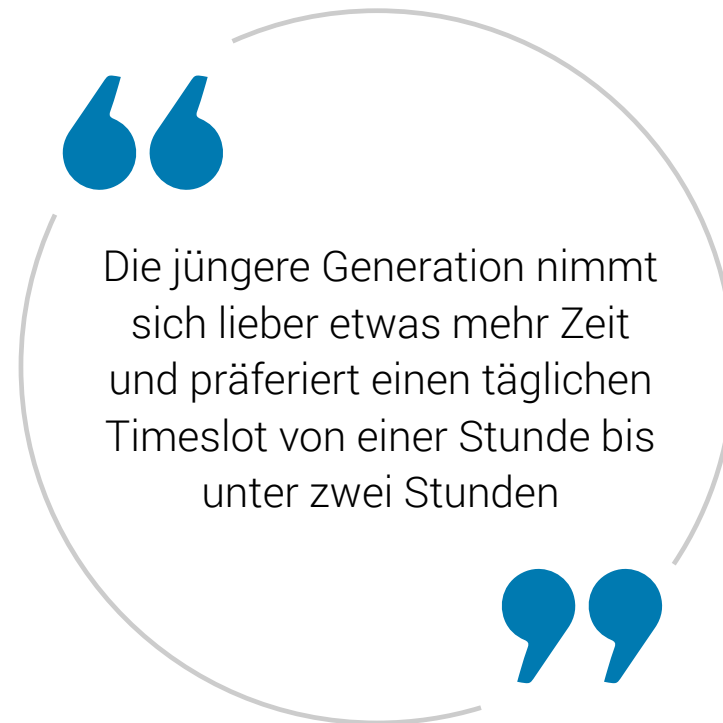 “
Die jüngere Generation nimmt
sich lieber etwas mehr Zeit
und präferiert einen täglichen
Timeslot von einer Stunde bis
unter zwei Stunden
”